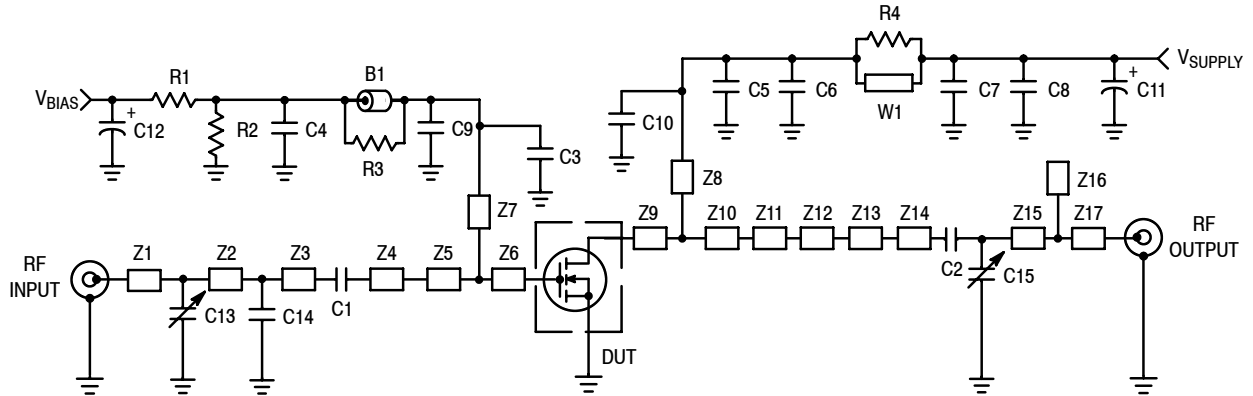 R4
B1
V_SUPPLY
R1
V_BIAS
+
+
C5
C6
C7
C8
C11
W1
C12
R2
C4
C9
C10
R3
C3
Z8
Z16
Z7
Z9
Z10
Z11
Z12
Z13
Z14
Z15
Z17
RF
OUTPUT
RF
INPUT
Z1
Z2
Z3
Z4
Z5
Z6
C2
C15
C1
C13
C14
DUT